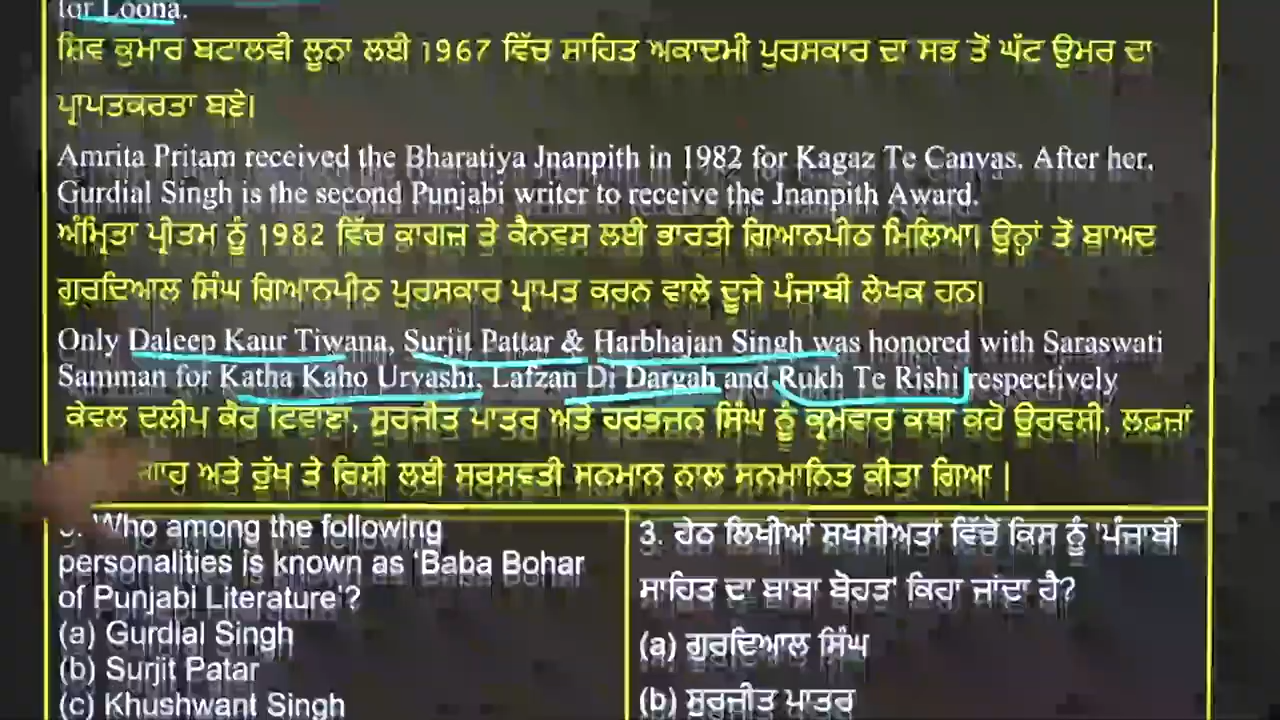 for Loona.
ਸ਼ਿਵ ਕੁਮਾਰ ਬਟਾਲਵੀ ਲੂਨਾ ਲਈ 1967 ਵਿੱਚ ਸਾਹਿਤ ਅਕਾਦਮੀ ਪੁਰਸਕਾਰ ਦਾ ਸਭ ਤੋਂ ਘੱਟ ਉਮਰ ਦਾ
ਪ੍ਰਾਪਤਕਰਤਾ ਬਣੇ।
Amrita Pritam received the Bharatiya Jnanpith in 1982 for Kagaz Te Canvas. After her,
Gurdial Singh is the second Punjabi writer to receive the Jnanpith Award.
ਅੰਮ੍ਰਿਤਾ ਪ੍ਰੀਤਮ ਨੂੰ 1982 ਵਿੱਚ ਕਾਗਜ਼ ਤੇ ਕੈਨਵਸ ਲਈ ਭਾਰਤੀ ਗਿਆਨਪੀਠ ਮਿਲਿਆ। ਉਨ੍ਹਾਂ ਤੋਂ ਬਾਅਦ
ਗੁਰਦਿਆਲ ਸਿੰਘ ਗਿਆਨਪੀਠ ਪੁਰਸਕਾਰ ਪ੍ਰਾਪਤ ਕਰਨ ਵਾਲੇ ਦੂਜੇ ਪੰਜਾਬੀ ਲੇਖਕ ਹਨ।
Only Daleep Kaur Tiwana, Surjit Pattar & Harbhajan Singh was honored with Saraswati
Samman for Katha Kaho Urvashi, Lafzan Di Dargah and Rukh Te Rishi respectively
ਕੇਵਲ ਦਲੀਪ ਕੌਰ ਟਿਵਾਣਾ, ਸੁਰਜੀਤ ਪਾਤਰ ਅਤੇ ਹਰਭਜਨ ਸਿੰਘ ਨੂੰ ਕ੍ਰਮਵਾਰ ਕਥਾ ਕਹੋ ਉਰਵਸ਼ੀ, ਲਫ਼ਜ਼ਾਂ
ਅਤੇ ਰੁੱਖ ਤੇ ਰਿਸ਼ੀ ਲਈ ਸਰਸਵਤੀ ਸਨਮਾਨ ਨਾਲ ਸਨਮਾਨਿਤ ਕੀਤਾ ਗਿਆ |
Who among the following
personalities is known as 'Baba Bohar
of Punjabi Literature'?
(a) Gurdial Singh
(b) Surjit Patar
(c) Khushwant Singh
3. ਹੇਠ ਲਿਖੀਆਂ ਸ਼ਖਸੀਅਤਾਂ ਵਿੱਚੋਂ ਕਿਸ ਨੂੰ 'ਪੰਜਾਬੀ
ਸਾਹਿਤ ਦਾ ਬਾਬਾ ਬੋਹੜ' ਕਿਹਾ ਜਾਂਦਾ ਹੈ?
(a) ਗੁਰਦਿਆਲ ਸਿੰਘ
(b) ਸੁਰਜੀਤ ਪਾਤਰ